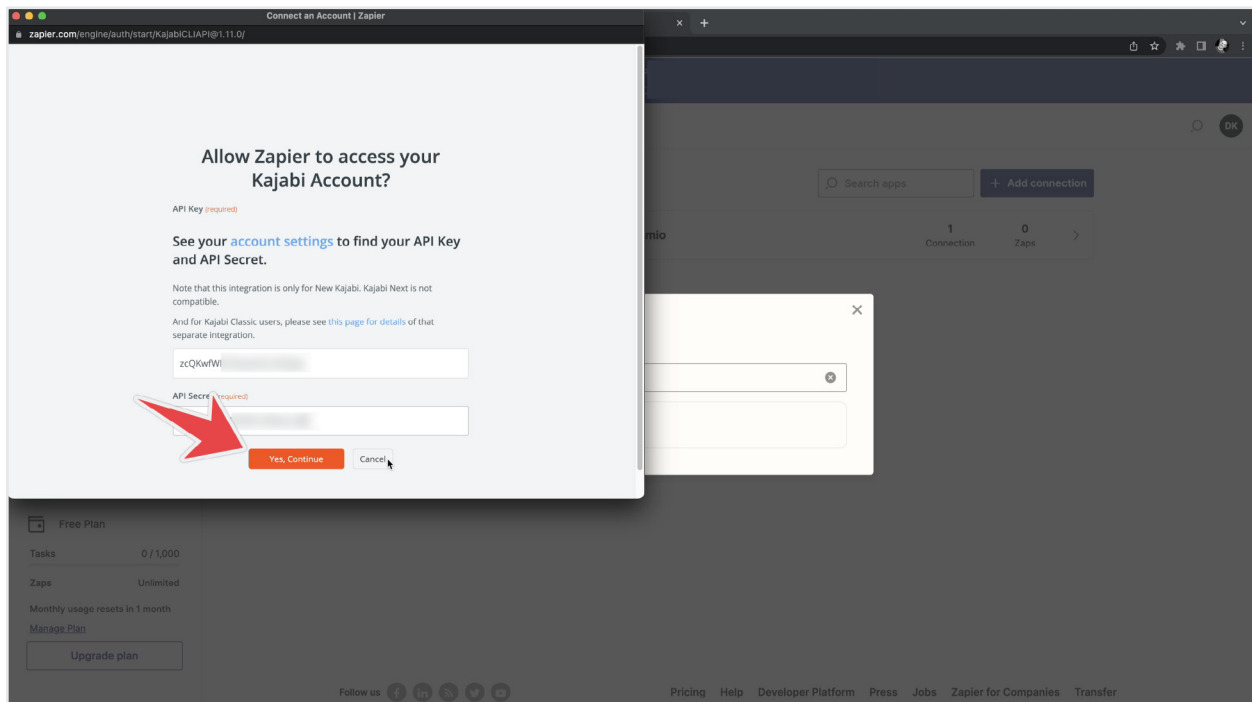 Connect an Account | Zapier
zapier.com/engine/auth/start/KajabiCLIAPI@1.11.0/
Allow Zapier to access your
Kajabi Account?
API Key (required)
See your account settings to find your API Key
and API Secret.
Note that this integration is only for New Kajabi. Kajabi Next is not
compatible.
And for Kajabi Classic users, please see this page for details of that
separate integration.
zcQKwfW
API Secre required)
Yes, Continue
Cancel
DK
Search apps
+ Add connection
mio
1
Connection
0
Zaps
Free Plan
Tasks
0 / 1,000
Zaps
Unlimited
Monthly usage resets in 1 month
Manage Plan
Upgrade plan
Follow us
Pricing
Help
Developer Platform
Press
Jobs
Zapier for Companies
Transfer